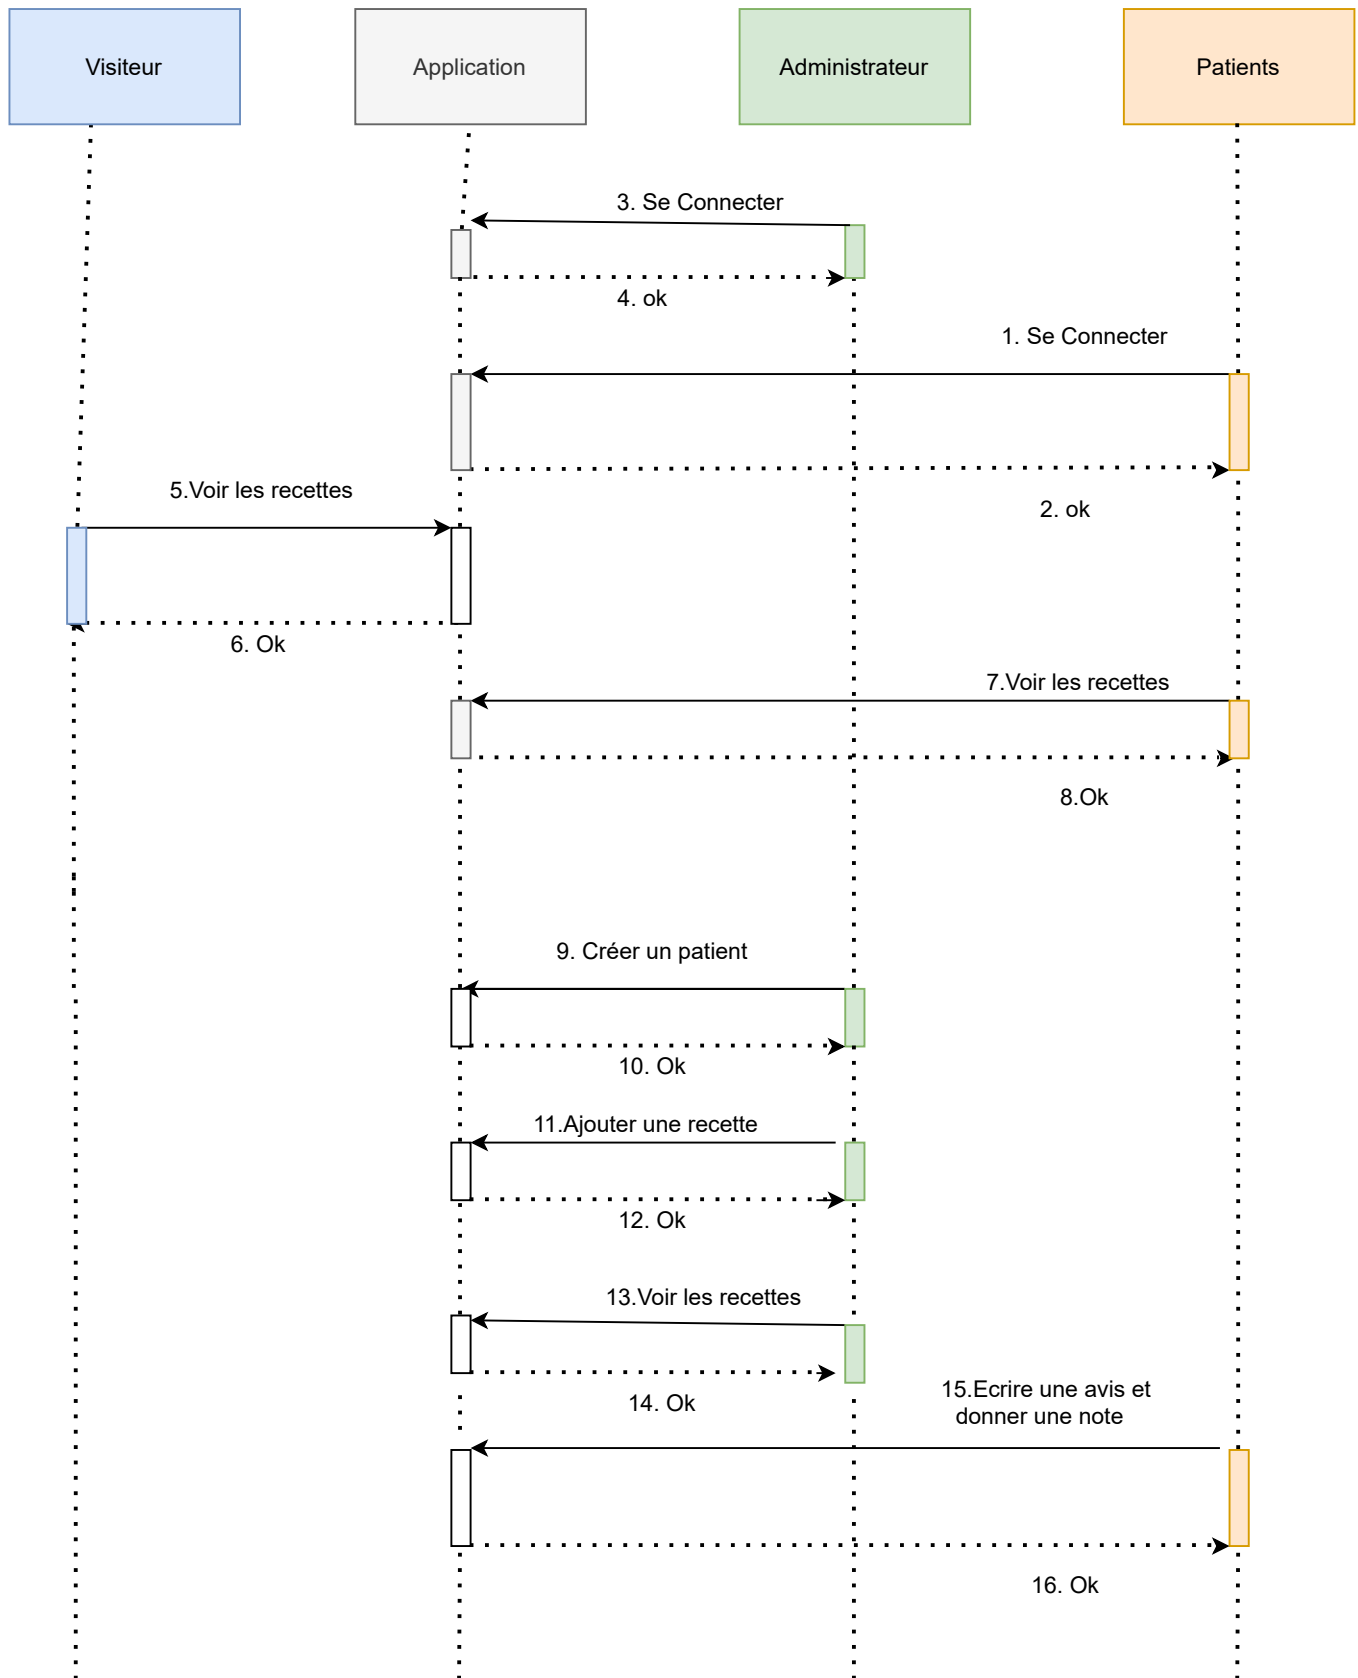 Visiteur
Application
Administrateur
Patients
3. Se Connecter
4. ok
1. Se Connecter
5.Voir les recettes
2. ok
6. Ok
7.Voir les recettes
8.Ok
9. Créer un patient
10. Ok
11.Ajouter une recette
12. Ok
13.Voir les recettes
14. Ok
15.Ecrire une avis et
donner une note
16. Ok